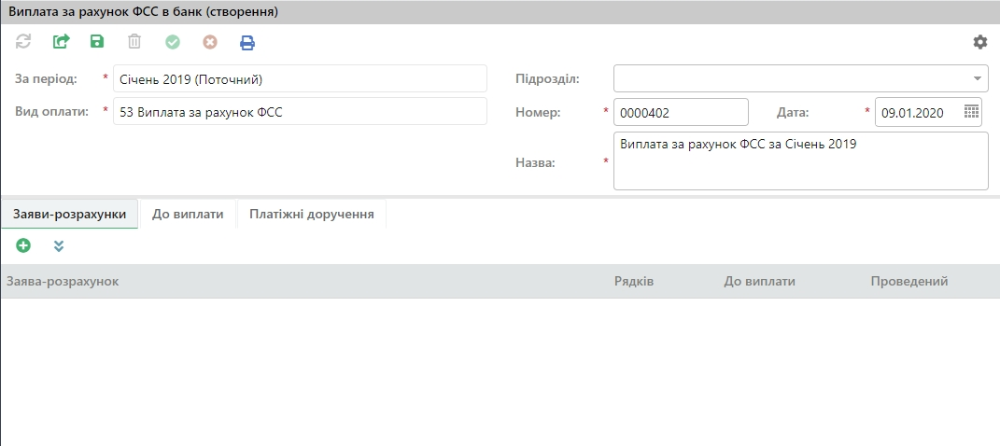 Виплата за рахунок ФСС в банк (створення)
За період: * Січень 2019 (Поточний)
Підрозділ:
Вид оплати: * 53 Виплата за рахунок ФСС
Номер: * 0000402 Дата: * 09.01.2020
Назва: * Виплата за рахунок ФСС за Січень 2019
Заяви-розрахунки До виплати Платіжні доручення
Заява-розрахунок Рядків До виплати Проведений